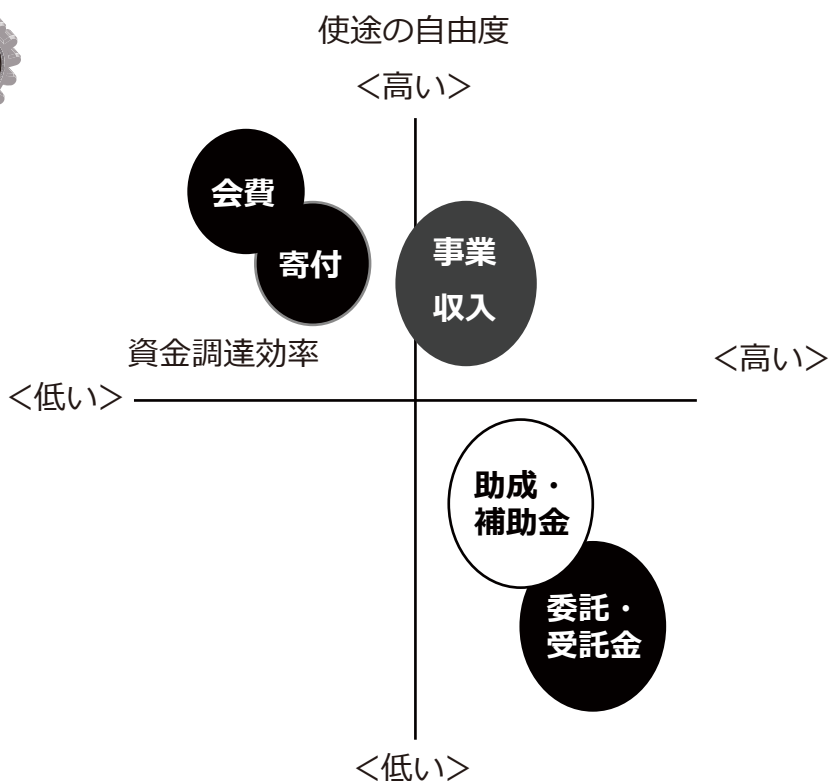 使途の自由度
<高い>
会費
寄付
事業
収入
資金調達効率
<高い>
<低い>
助成・
補助金
委託・
受託金
<低い>